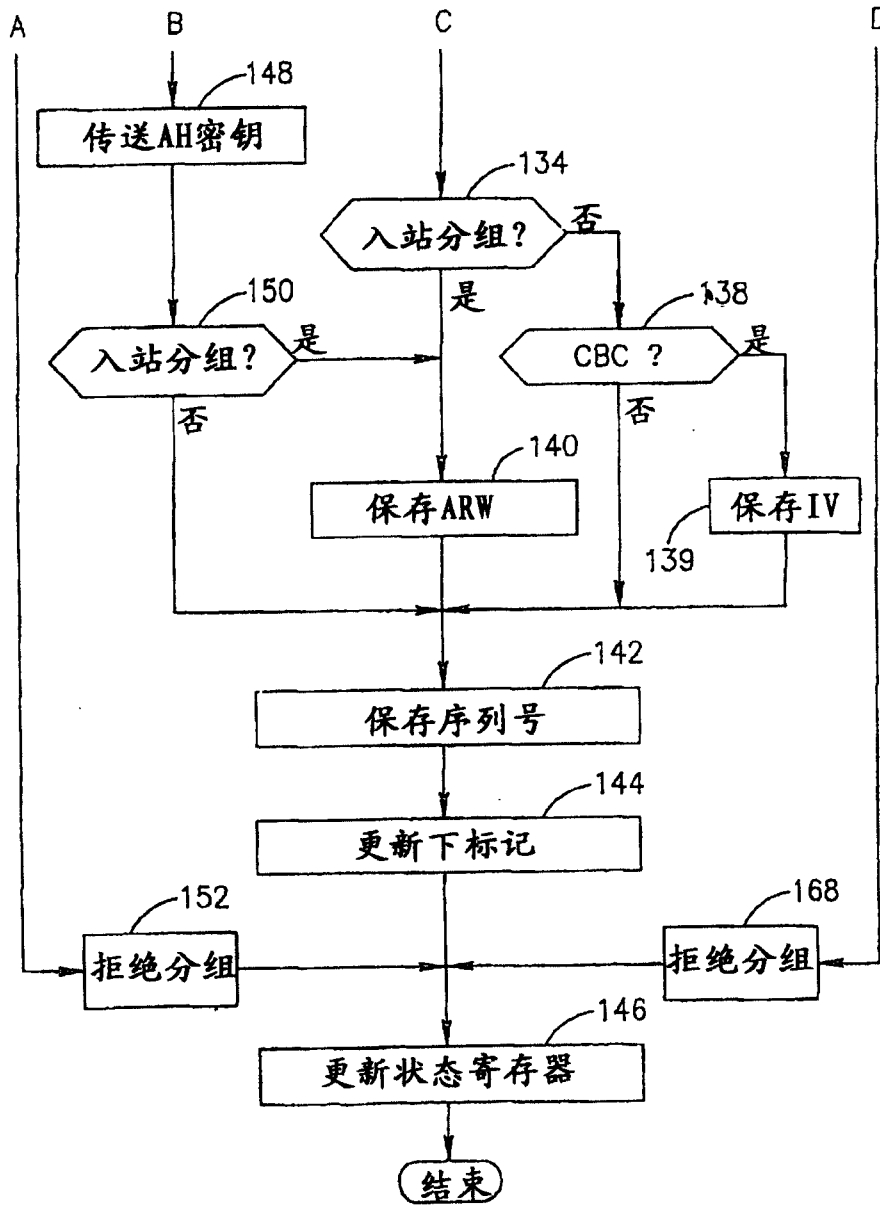 A
B
C
D
148
传送AH密钥
134
入站分组?
否
是
150
入站分组?
是
否
138
CBC ?
是
否
140
保存ARW
保存IV
139
142
保存序列号
144
更新下标记
152
拒绝分组
168
拒绝分组
146
更新状态寄存器
结束